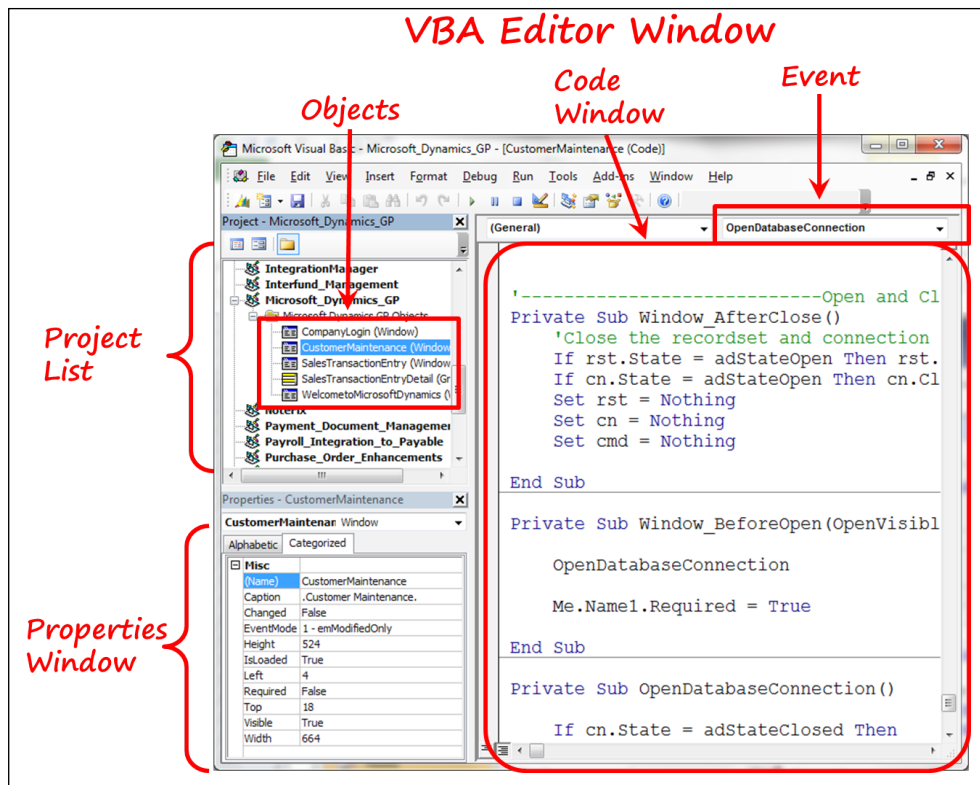 VBA Editor Window
Code
Window
Event
Objects
Microsoft Visual Basic - Microsoft_Dynamics_GP - [CustomerMaintenance (Code)]
File Edit View Insert Format Debug Run Tools Add-Ins Window Help
Project - Microsoft_Dynamics_GP
(General)
OpenDatabaseConnection
Project
List
IntegrationManager
Interfund_Management
Microsoft_Dynamics_GP
Microsoft Dynamics GP Objects
CompanyLogin (Window)
CustomerMaintenance (Window
SalesTransactionEntry (Window
SalesTransactionEntryDetail (Gr
WelcometoMicrosoftDynamics (
Noterix
Payment_Document_Managemer
Payroll_Integration_to_Payable
Purchase_Order_Enhancements
'----------------------------Open and Cl
Private Sub Window_AfterClose()
'Close the recordset and connection
If rst.State = adStateOpen Then rst.
If cn.State = adStateOpen Then cn.Cl
Set rst = Nothing
Set cn = Nothing
Set cmd = Nothing
End Sub
Private Sub Window_BeforeOpen(OpenVisibl
OpenDatabaseConnection
Me.Name1.Required = True
End Sub
Private Sub OpenDatabaseConnection()
If cn.State = adStateClosed Then
Properties
Window
Properties - CustomerMaintenance
CustomerMaintenan Window
Alphabetic Categorized
Misc
(Name) CustomerMaintenance
Caption .Customer Maintenance.
Changed False
EventMode 1 - emModifiedOnly
Height 524
IsLoaded True
Left 4
Required False
Top 18
Visible True
Width 664